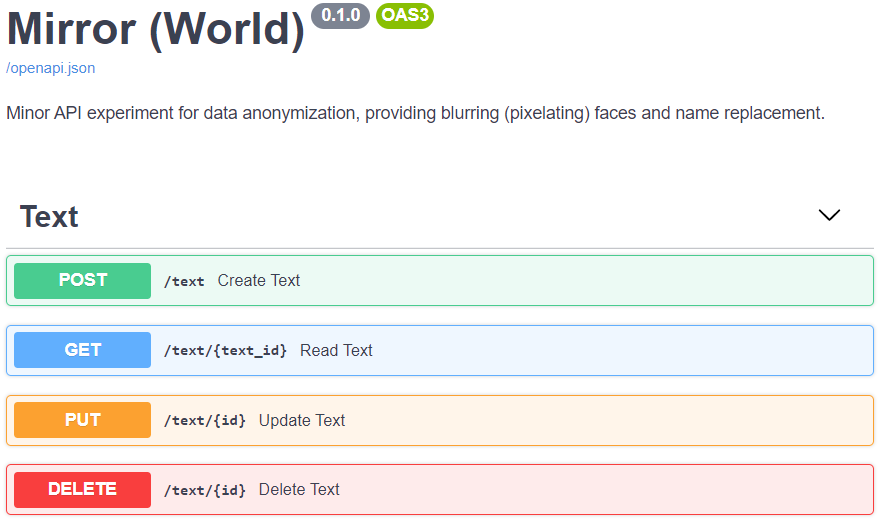 Mirror (World) 0.1.0 OAS3
/openapi.json
Minor API experiment for data anonymization, providing blurring (pixelating) faces and name replacement.
Text
POST /text Create Text
GET /text/{text_id} Read Text
PUT /text/{id} Update Text
DELETE /text/{id} Delete Text